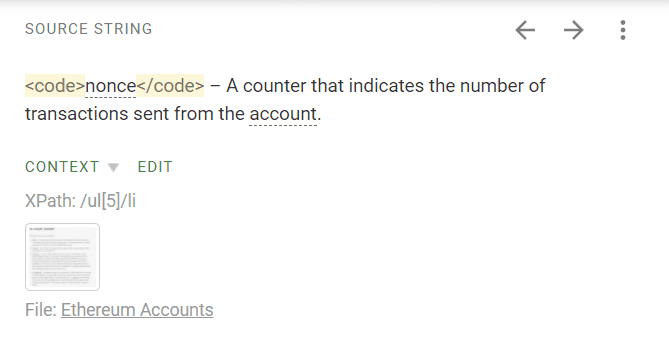 SOURCE STRING
<code>nonce</code> – A counter that indicates the number of
transactions sent from the account.
CONTEXT EDIT
XPath: /ul[5]/li
File: Ethereum Accounts